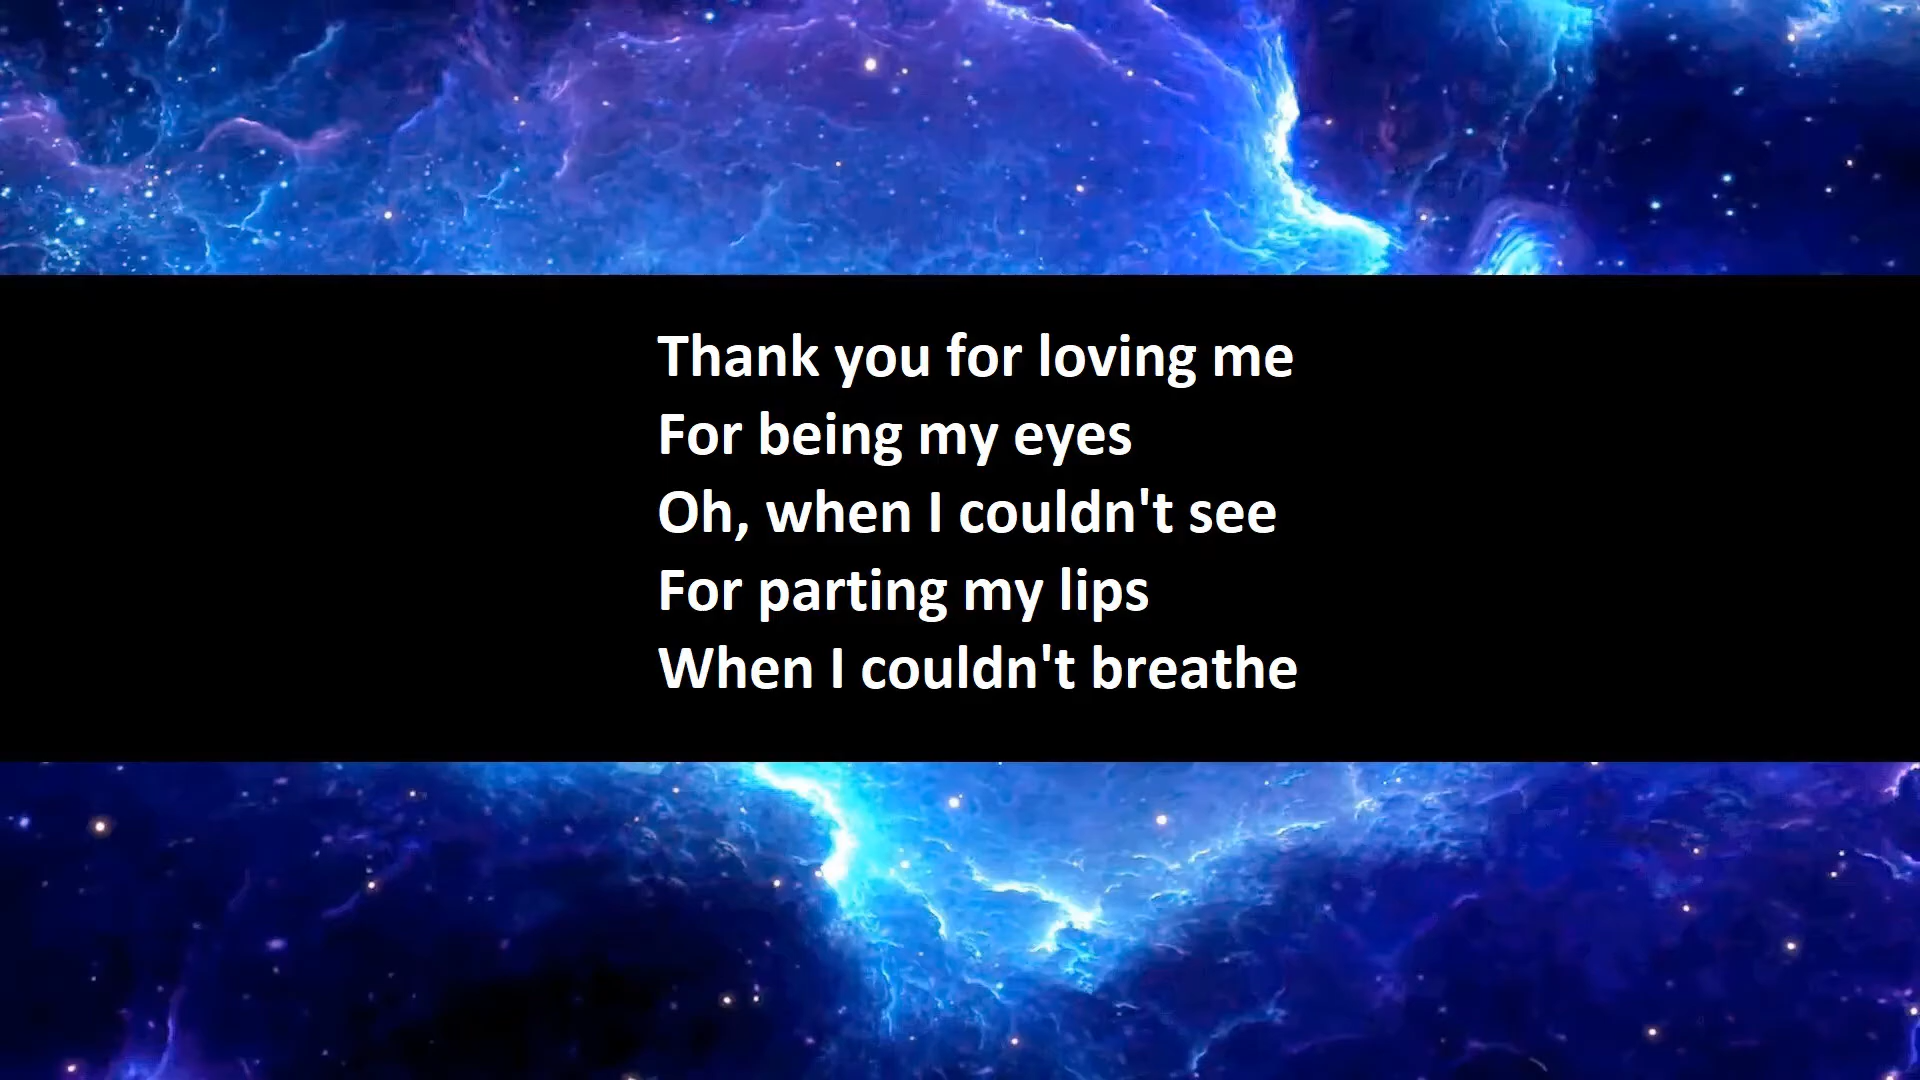 Thank you for loving me
For being my eyes
Oh, when I couldn't see
For parting my lips
When I couldn't breathe